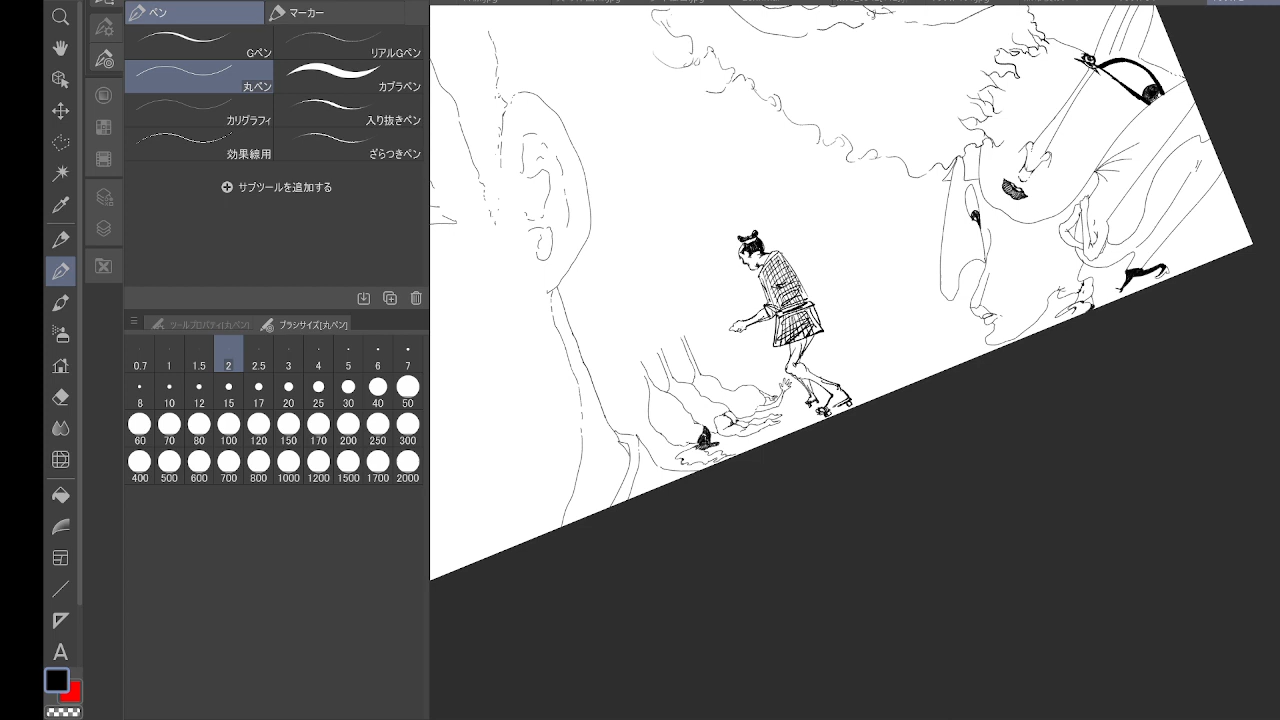 ペン マーカー
Gペン リアルGペン
丸ペン カブラペン
カリグラフィ 入り抜きペン
効果線用 ざらつきペン
サブツールを追加する
ツールプロパティ[丸ペン] ブラシサイズ[丸ペン]
0.7 1 1.5 2 2.5 3 4 5 6 7
8 10 12 15 17 20 25 30 40 50
60 70 80 100 120 150 170 200 250 300
400 500 600 700 800 1000 1200 1500 1700 2000
A